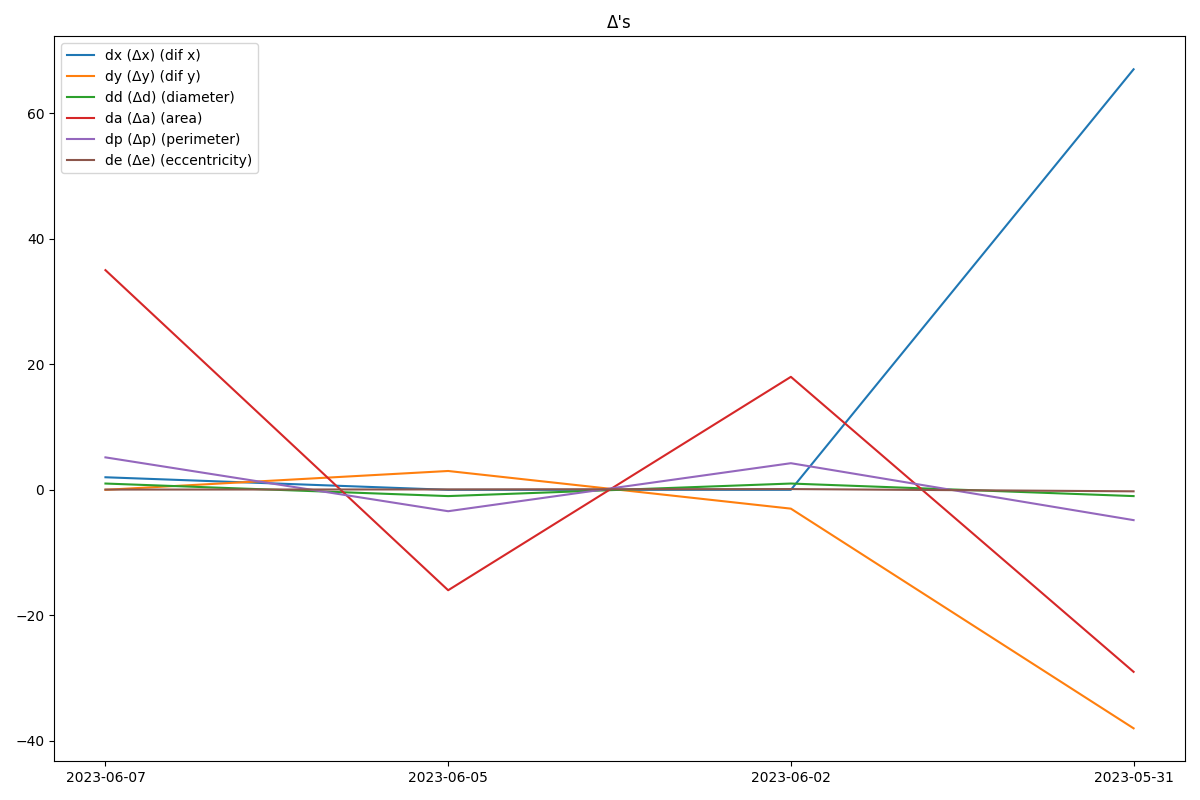 Δ's
dx (Δx) (dif x)
dy (Δy) (dif y)
dd (Δd) (diameter)
da (Δa) (area)
dp (Δp) (perimeter)
de (Δe) (eccentricity)
60
40
20
0
−20
−40
2023-06-07 2023-06-05 2023-06-02 2023-05-31